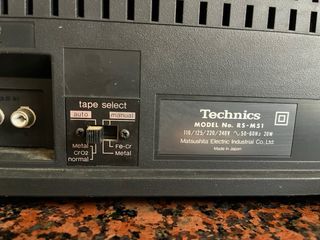 tape select
auto manual
Metal
CrO2
normal
Fe-Cr
Metal
Technics
MODEL No. RS-M51
110/125/220/240V ∿50-60Hz 20W
Matsushita Electric Industrial Co., Ltd.
Made in Japan